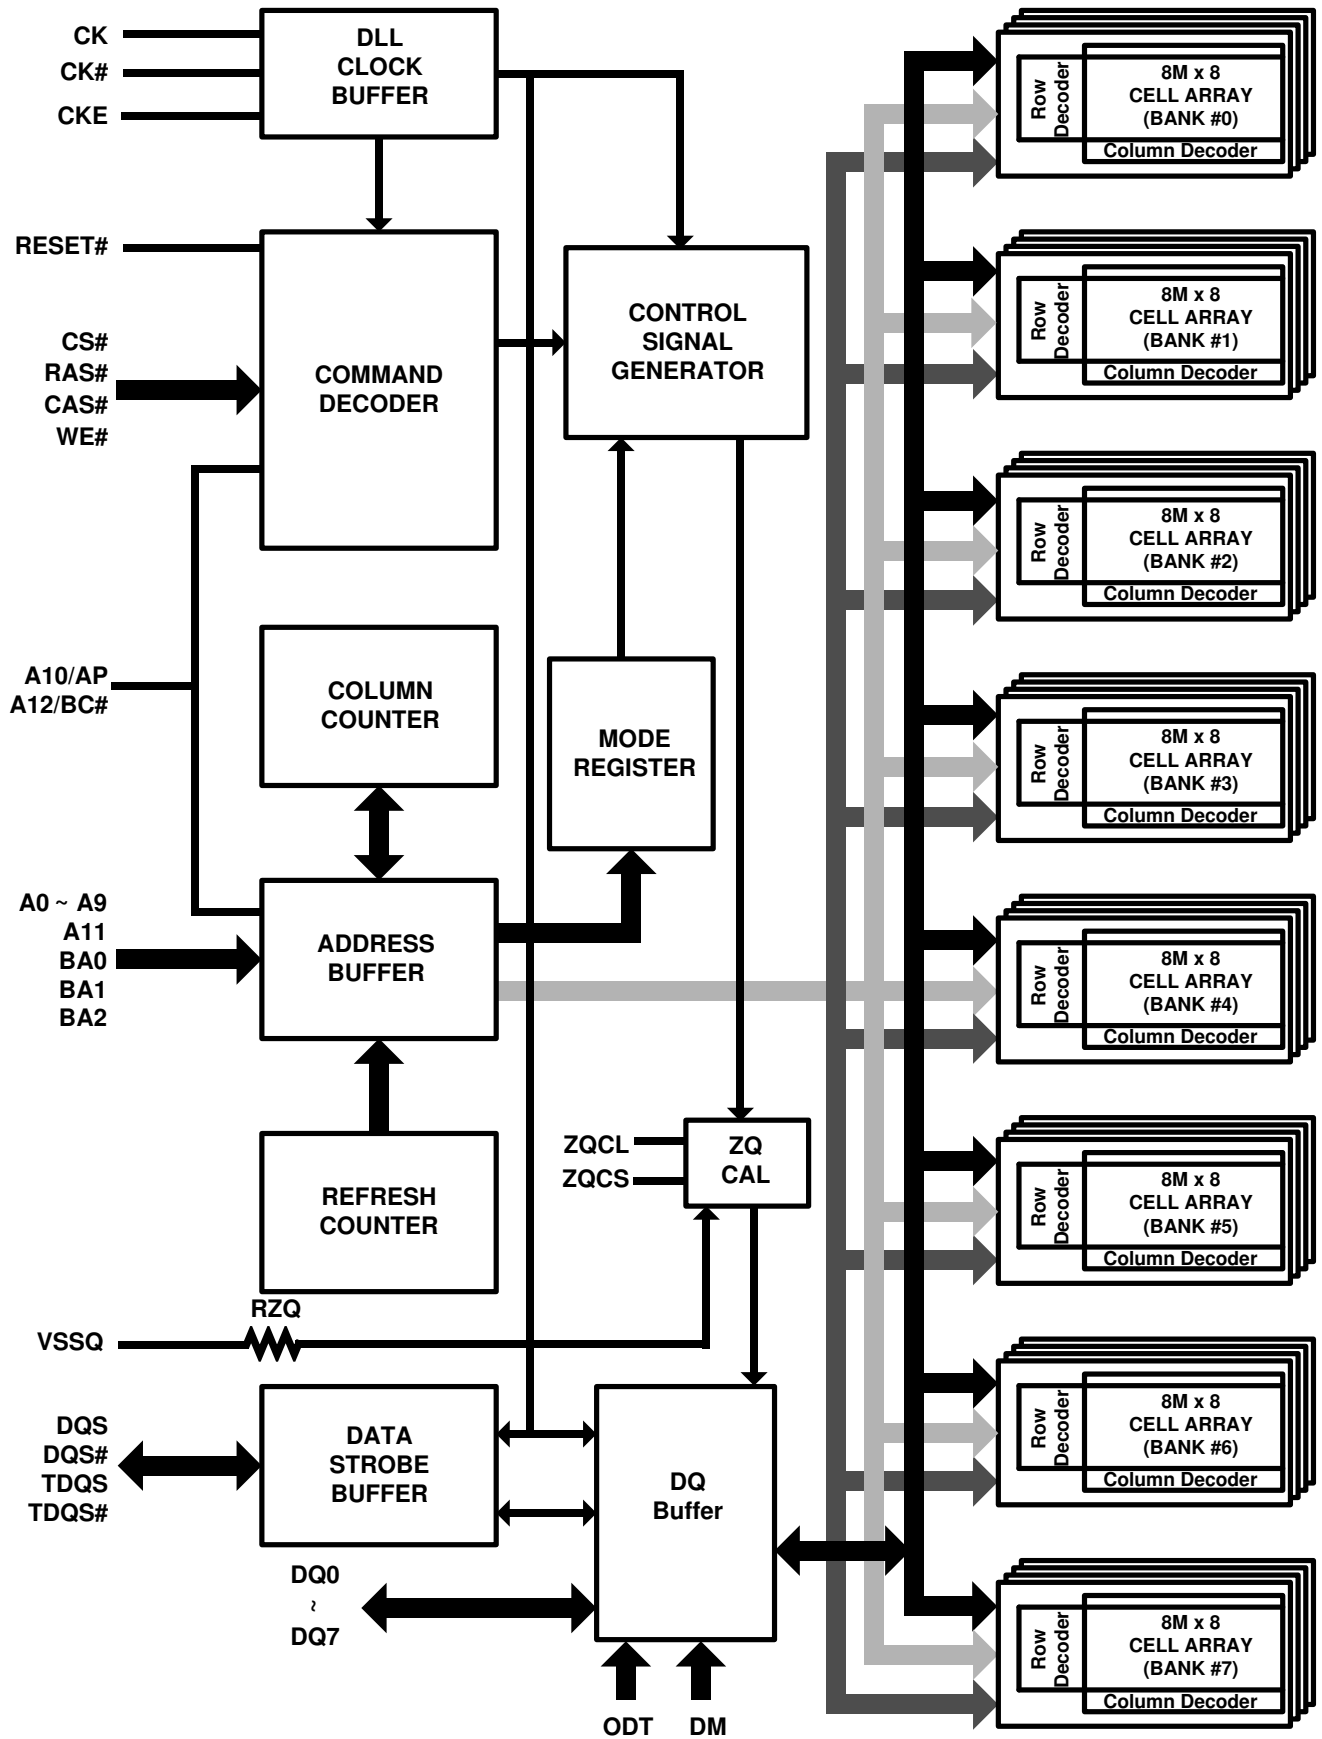 CK
CK#
CKE
DLL
CLOCK
BUFFER
RESET#
CS#
RAS#
CAS#
WE#
COMMAND
DECODER
CONTROL
SIGNAL
GENERATOR
A10/AP
A12/BC#
COLUMN
COUNTER
MODE
REGISTER
A0 ~ A9
A11
BA0
BA1
BA2
ADDRESS
BUFFER
REFRESH
COUNTER
ZQCL
ZQCS
ZQ
CAL
RZQ
VSSQ
DQS
DQS#
TDQS
TDQS#
DATA
STROBE
BUFFER
DQ
Buffer
DQ0
~
DQ7
ODT
DM
Row
Decoder
8M x 8
CELL ARRAY
(BANK #0)
Column Decoder
Row
Decoder
8M x 8
CELL ARRAY
(BANK #1)
Column Decoder
Row
Decoder
8M x 8
CELL ARRAY
(BANK #2)
Column Decoder
Row
Decoder
8M x 8
CELL ARRAY
(BANK #3)
Column Decoder
Row
Decoder
8M x 8
CELL ARRAY
(BANK #4)
Column Decoder
Row
Decoder
8M x 8
CELL ARRAY
(BANK #5)
Column Decoder
Row
Decoder
8M x 8
CELL ARRAY
(BANK #6)
Column Decoder
Row
Decoder
8M x 8
CELL ARRAY
(BANK #7)
Column Decoder